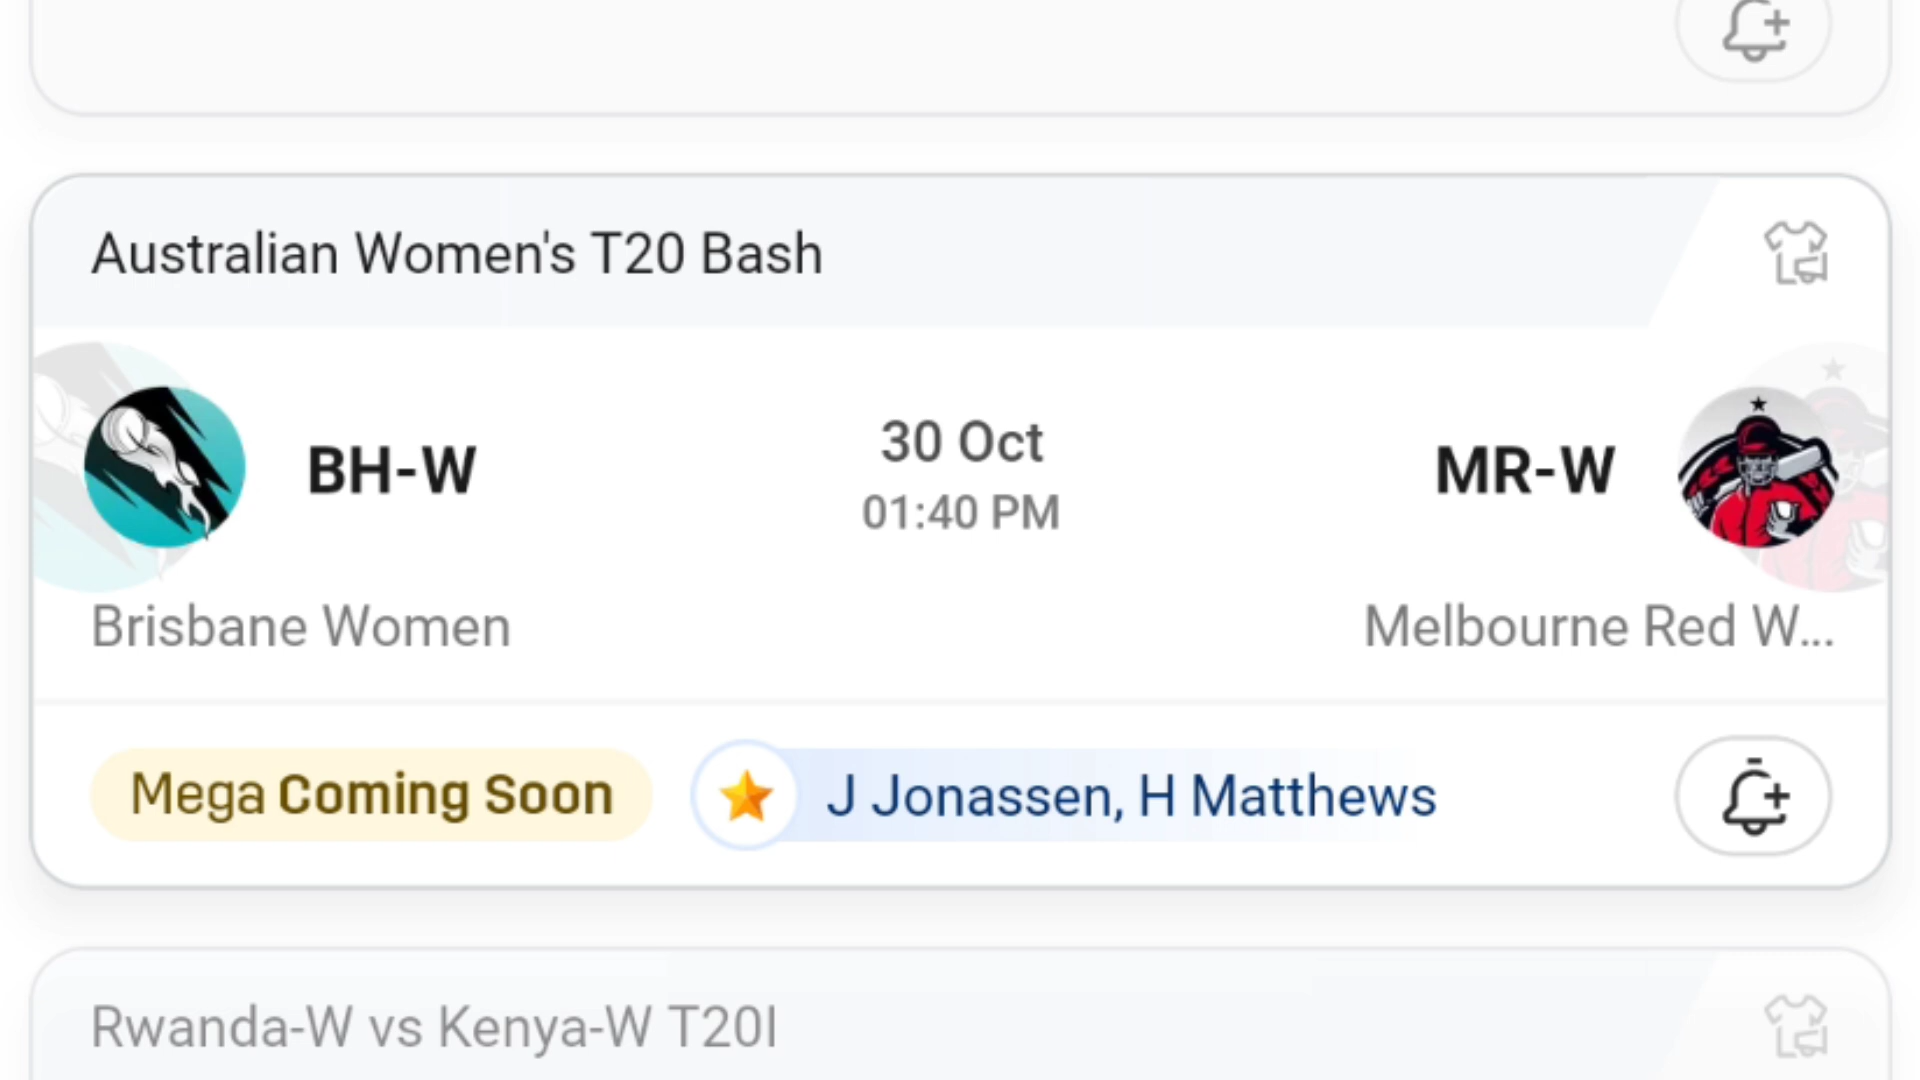 Australian Women's T20 Bash
BH-W
30 Oct
01:40 PM
MR-W
Brisbane Women
Melbourne Red W...
Mega Coming Soon
J Jonassen, H Matthews
Rwanda-W vs Kenya-W T20I